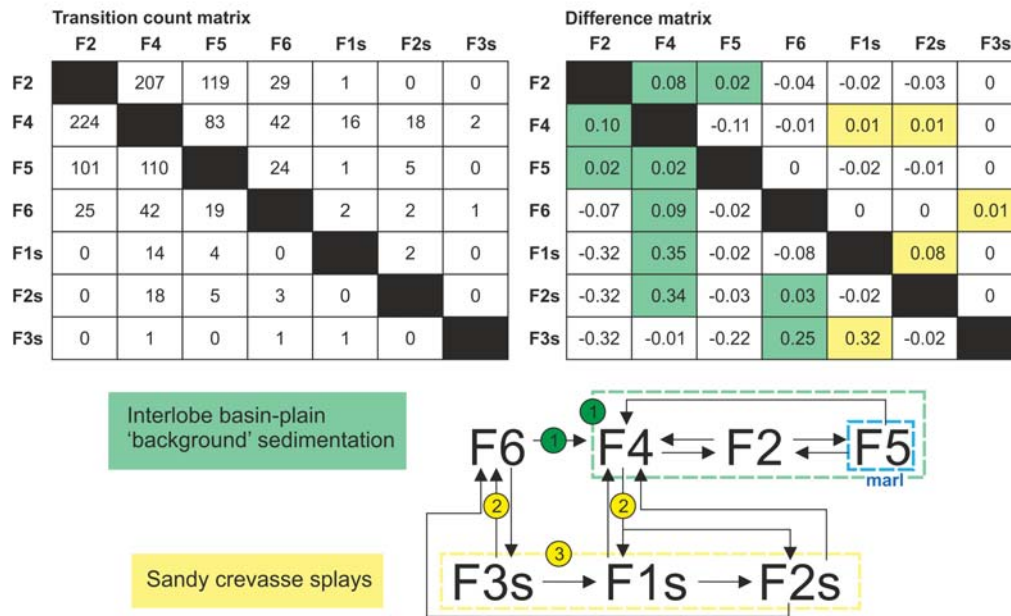 Transition count matrix
F2 F4 F5 F6 F1s F2s F3s
F2 207 119 29 1 0 0
F4 224 83 42 16 18 2
F5 101 110 24 1 5 0
F6 25 42 19 2 2 1
F1s 0 14 4 0 2 0
F2s 0 18 5 3 0 0
F3s 0 1 0 1 1 0
Difference matrix
F2 F4 F5 F6 F1s F2s F3s
F2 0.08 0.02 -0.04 -0.02 -0.03 0
F4 0.10 -0.11 -0.01 0.01 0.01 0
F5 0.02 0.02 0 -0.02 -0.01 0
F6 -0.07 0.09 -0.02 0 0 0.01
F1s -0.32 0.35 -0.02 -0.08 0.08 0
F2s -0.32 0.34 -0.03 0.03 -0.02 0
F3s -0.32 -0.01 -0.22 0.25 0.32 -0.02
Interlobe basin-plain
'background' sedimentation
1
F6 1 F4 F2 F5
marl
2 2
3
Sandy crevasse splays
F3s F1s F2s